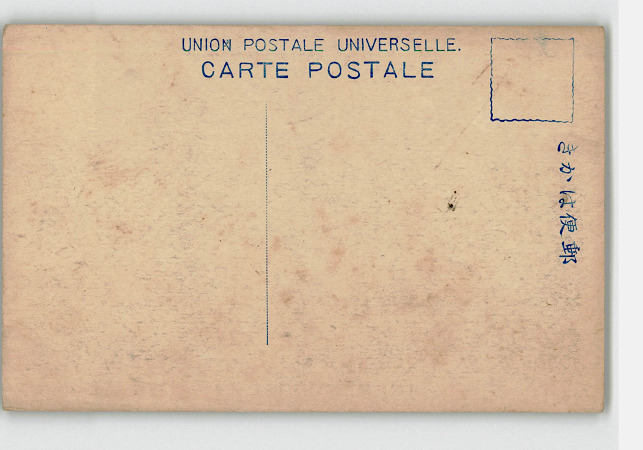 UNION POSTALE UNIVERSELLE.
CARTE POSTALE
きかは便郵